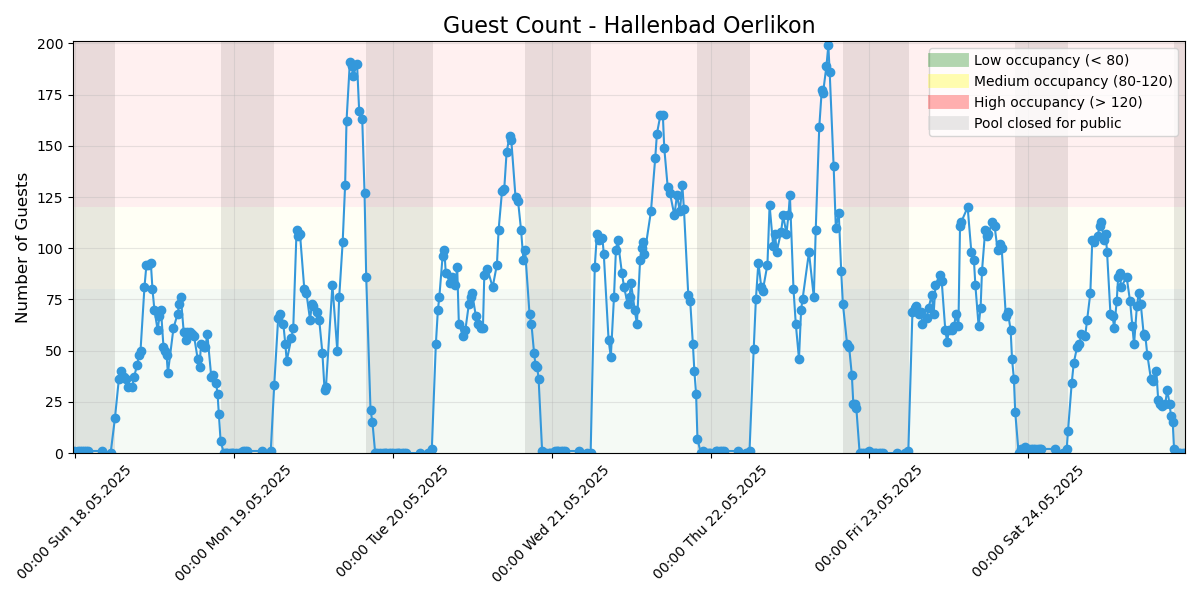 Guest Count - Hallenbad Oerlikon
Number of Guests
200
175
150
125
100
75
50
25
0
Low occupancy (< 80)
Medium occupancy (80-120)
High occupancy (> 120)
Pool closed for public
00:00 Sun 18.05.2025
00:00 Mon 19.05.2025
00:00 Tue 20.05.2025
00:00 Wed 21.05.2025
00:00 Thu 22.05.2025
00:00 Fri 23.05.2025
00:00 Sat 24.05.2025